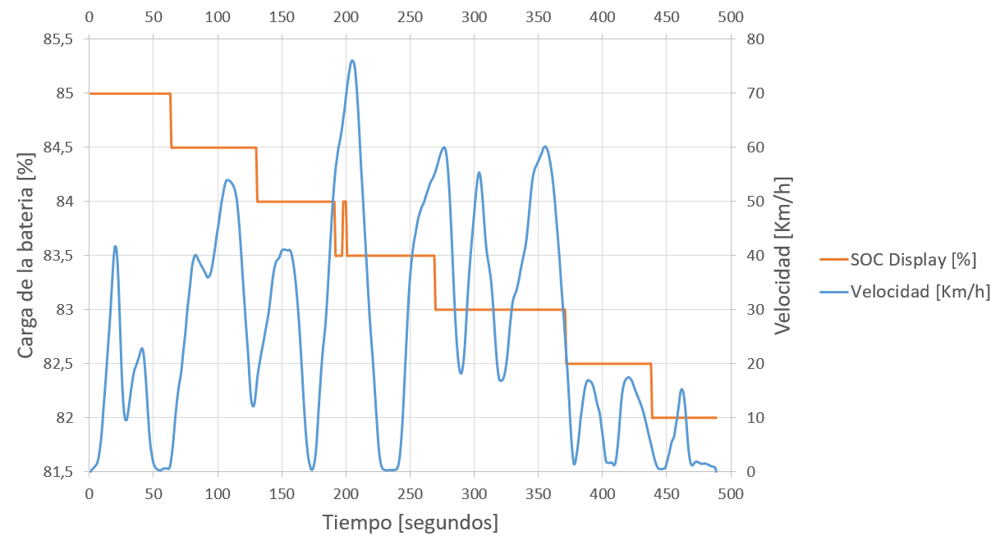 0 50 100 150 200 250 300 350 400 450 500
85,5 80
85 70
84,5 60
84 50
83,5 40
83 30
82,5 20
82 10
81,5 0
Carga de la bateria [%]
Velocidad [Km/h]
SOC Display [%]
Velocidad [Km/h]
0 50 100 150 200 250 300 350 400 450 500
Tiempo [segundos]